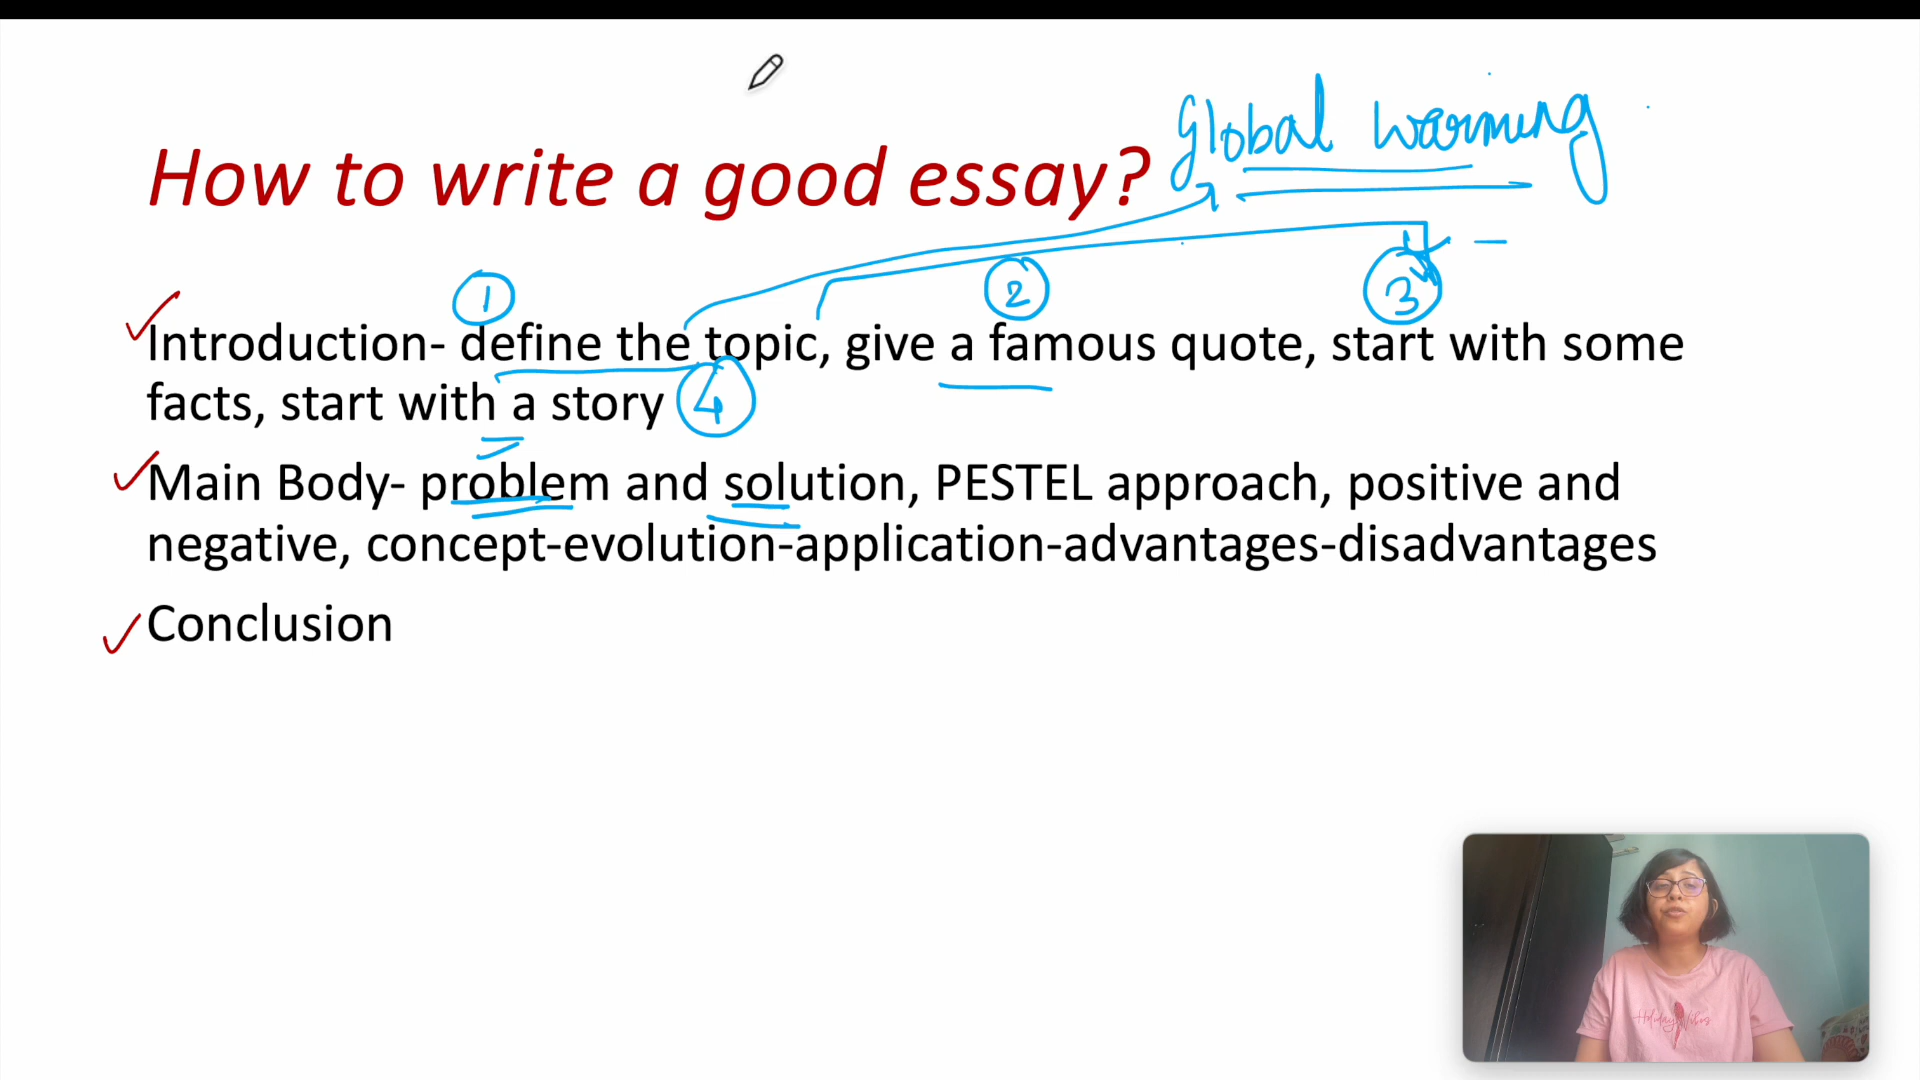 Global warming
How to write a good essay?
1 2 3
Introduction- define the topic, give a famous quote, start with some
facts, start with a story 4
Main Body- problem and solution, PESTEL approach, positive and
negative, concept-evolution-application-advantages-disadvantages
Conclusion
Holiday Vibes